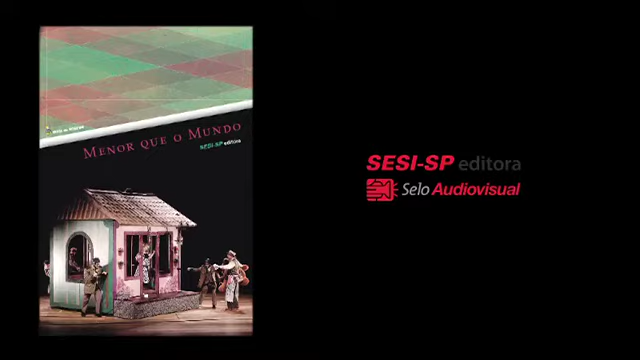 MENOR QUE O MUNDO
SESI-SP editora
SESI-SP editora
Selo Audiovisual